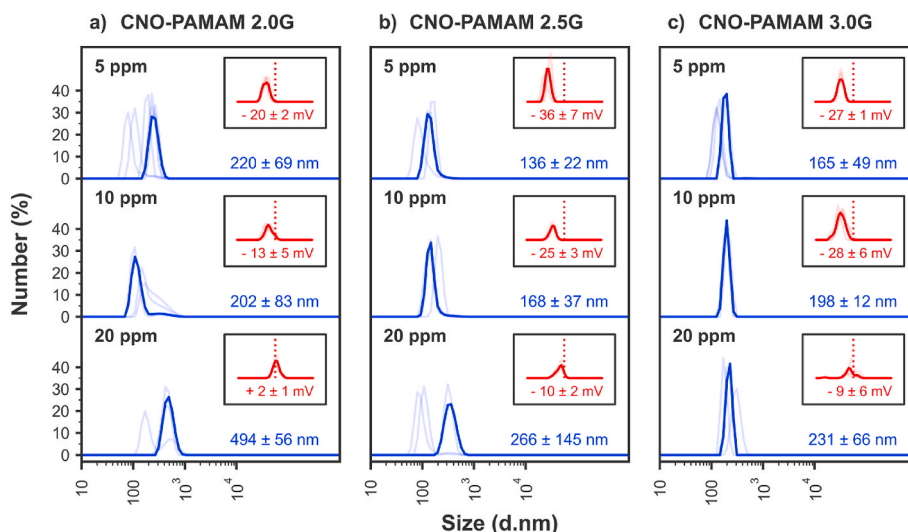 a) CNO-PAMAM 2.0G
b) CNO-PAMAM 2.5G
c) CNO-PAMAM 3.0G
Number (%)
5 ppm
- 20 ± 2 mV
220 ± 69 nm
40
30
20
10
0
10 ppm
- 13 ± 5 mV
202 ± 83 nm
40
30
20
10
0
20 ppm
+ 2 ± 1 mV
494 ± 56 nm
40
30
20
10
0
10
100
10³
10⁴
5 ppm
- 36 ± 7 mV
136 ± 22 nm
10 ppm
- 25 ± 3 mV
168 ± 37 nm
20 ppm
- 10 ± 2 mV
266 ± 145 nm
10
100
10³
10⁴
5 ppm
- 27 ± 1 mV
165 ± 49 nm
10 ppm
- 28 ± 6 mV
198 ± 12 nm
20 ppm
- 9 ± 6 mV
231 ± 66 nm
10
100
10³
10⁴
Size (d.nm)